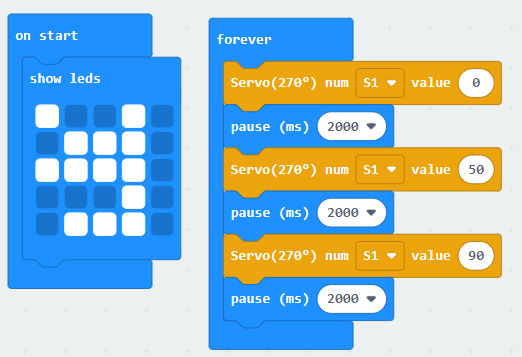 on start
show leds
forever
Servo(270°) num S1 value 0
pause (ms) 2000
Servo(270°) num S1 value 50
pause (ms) 2000
Servo(270°) num S1 value 90
pause (ms) 2000